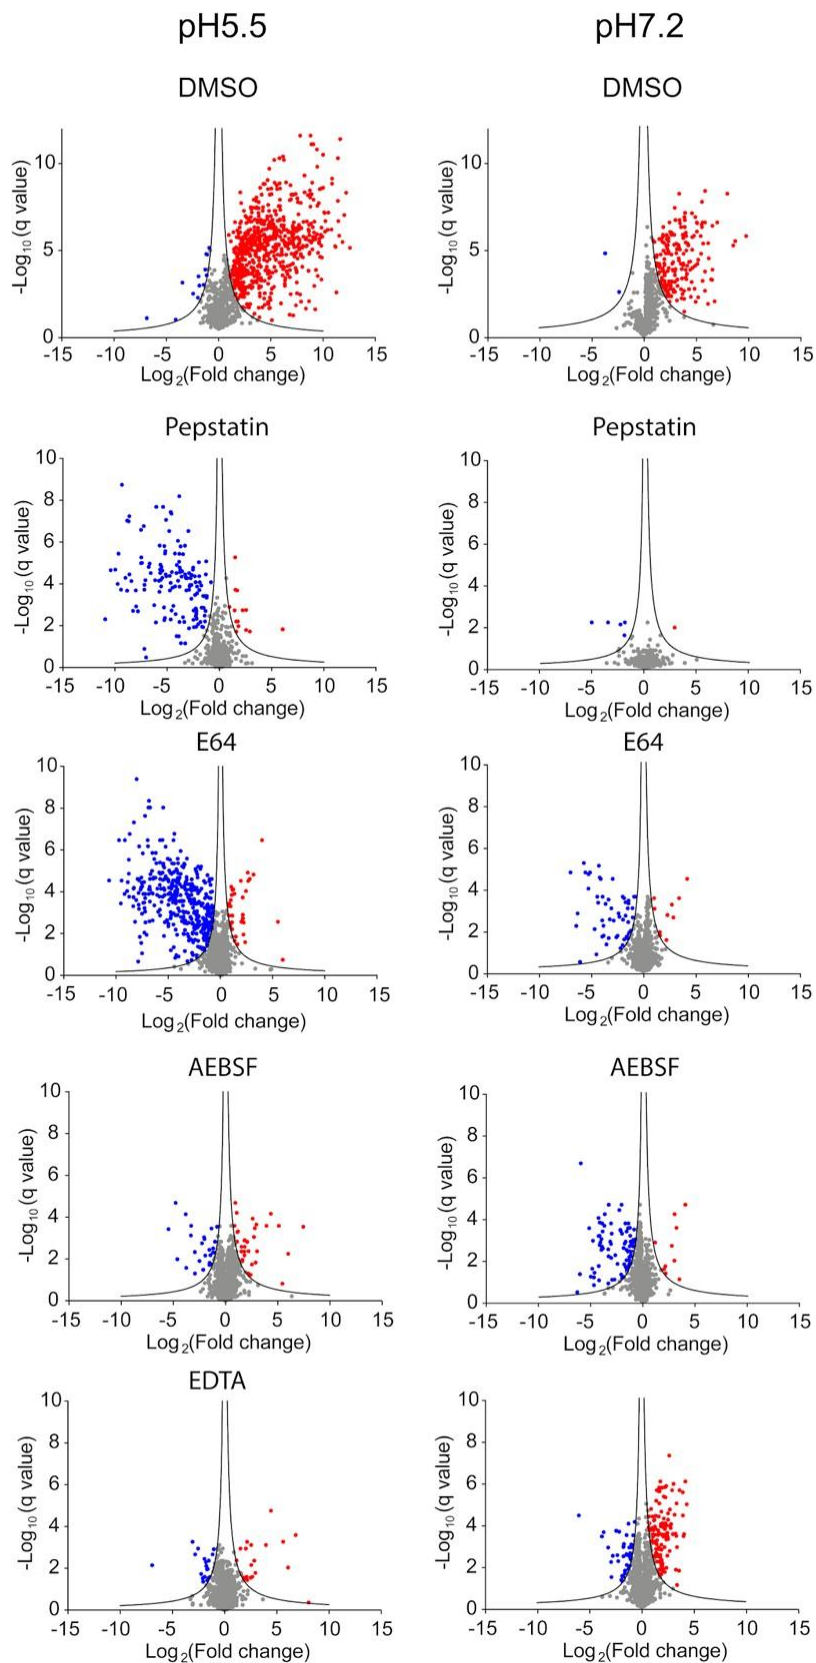 pH5.5 pH7.2
DMSO DMSO
-Log10(q value) -Log10(q value)
10 10
5 5
0 0
-15 -10 -5 0 5 10 15 -15 -10 -5 0 5 10 15
Log2(Fold change) Log2(Fold change)
Pepstatin Pepstatin
-Log10(q value) -Log10(q value)
10 10
8 8
6 6
4 4
2 2
0 0
-15 -10 -5 0 5 10 15 -15 -10 -5 0 5 10 15
Log2(Fold change) Log2(Fold change)
E64 E64
-Log10(q value) -Log10(q value)
10 10
8 8
6 6
4 4
2 2
0 0
-15 -10 -5 0 5 10 15 -15 -10 -5 0 5 10 15
Log2(Fold change) Log2(Fold change)
AEBSF AEBSF
-Log10(q value) -Log10(q value)
10 10
8 8
6 6
4 4
2 2
0 0
-15 -10 -5 0 5 10 15 -15 -10 -5 0 5 10 15
Log2(Fold change) Log2(Fold change)
EDTA
-Log10(q value) -Log10(q value)
10 10
8 8
6 6
4 4
2 2
0 0
-15 -10 -5 0 5 10 15 -15 -10 -5 0 5 10 15
Log2(Fold change) Log2(Fold change)